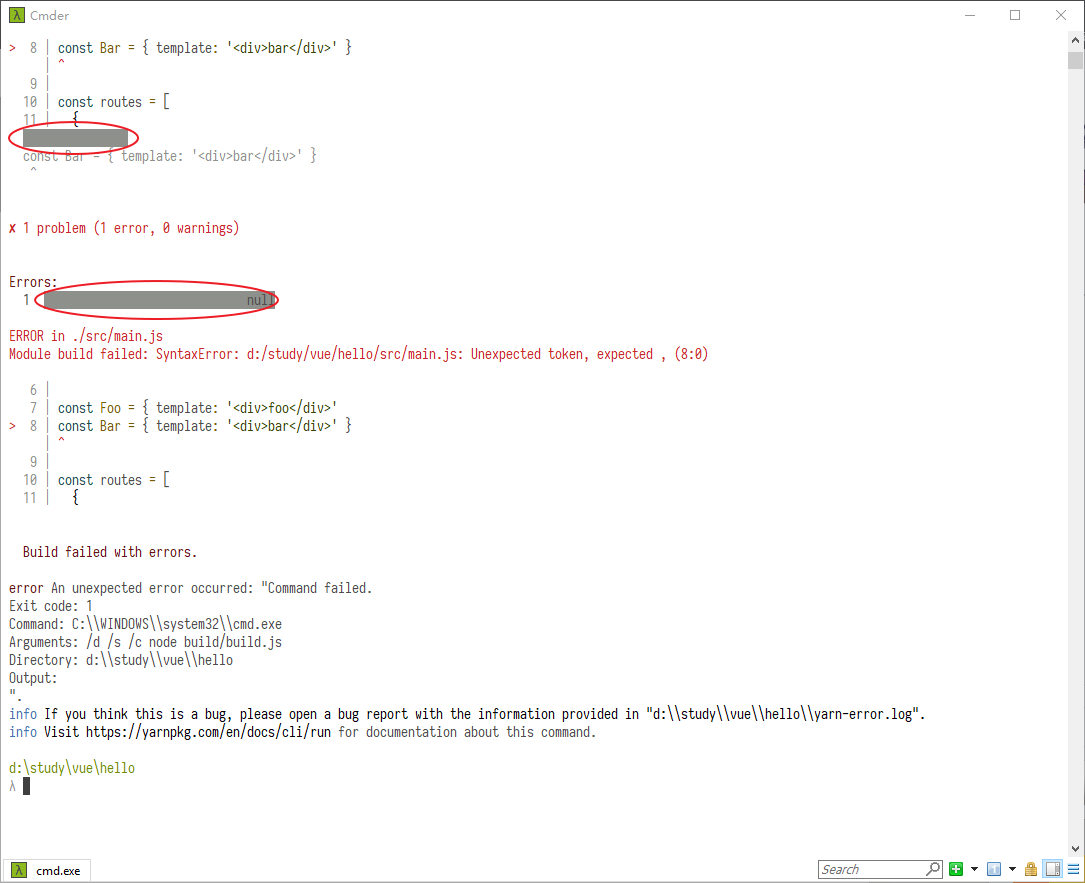 Cmder
>  8 | const Bar = { template: '<div>bar</div>' }
     | ^
   9 |
  10 | const routes = [
  11 |   {
  const Bar = { template: '<div>bar</div>' }
   ^
✘ 1 problem (1 error, 0 warnings)
Errors:
  1                                null
ERROR in ./src/main.js
Module build failed: SyntaxError: d:/study/vue/hello/src/main.js: Unexpected token, expected , (8:0)
   6 |
   7 | const Foo = { template: '<div>foo</div>'
>  8 | const Bar = { template: '<div>bar</div>' }
     | ^
   9 |
  10 | const routes = [
  11 |   {
  Build failed with errors.
error An unexpected error occurred: "Command failed.
Exit code: 1
Command: C:\\WINDOWS\\system32\\cmd.exe
Arguments: /d /s /c node build/build.js
Directory: d:\\study\\vue\\hello
Output:
".
info If you think this is a bug, please open a bug report with the information provided in "d:\\study\\vue\\hello\\yarn-error.log".
info Visit https://yarnpkg.com/en/docs/cli/run for documentation about this command.
d:\study\vue\hello
λ
λ cmd.exe
Search